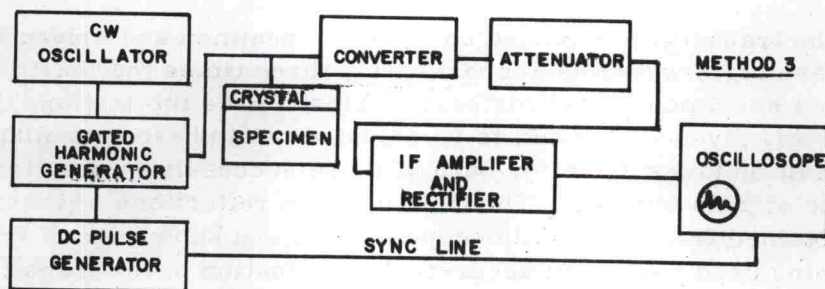 CW
OSCILLATOR
GATED
HARMONIC
GENERATOR
DC PULSE
GENERATOR
CRYSTAL
SPECIMEN
CONVERTER
ATTENUATOR
IF AMPLIFER
AND
RECTIFIER
METHOD 3
OSCILLOSOPE
SYNC LINE